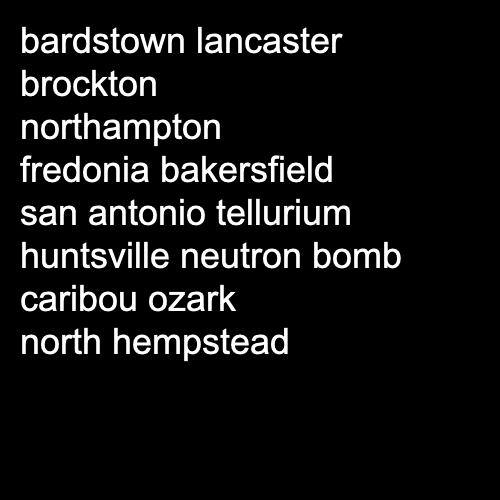 bardstown lancaster
brockton
northampton
fredonia bakersfield
san antonio tellurium
huntsville neutron bomb
caribou ozark
north hempstead